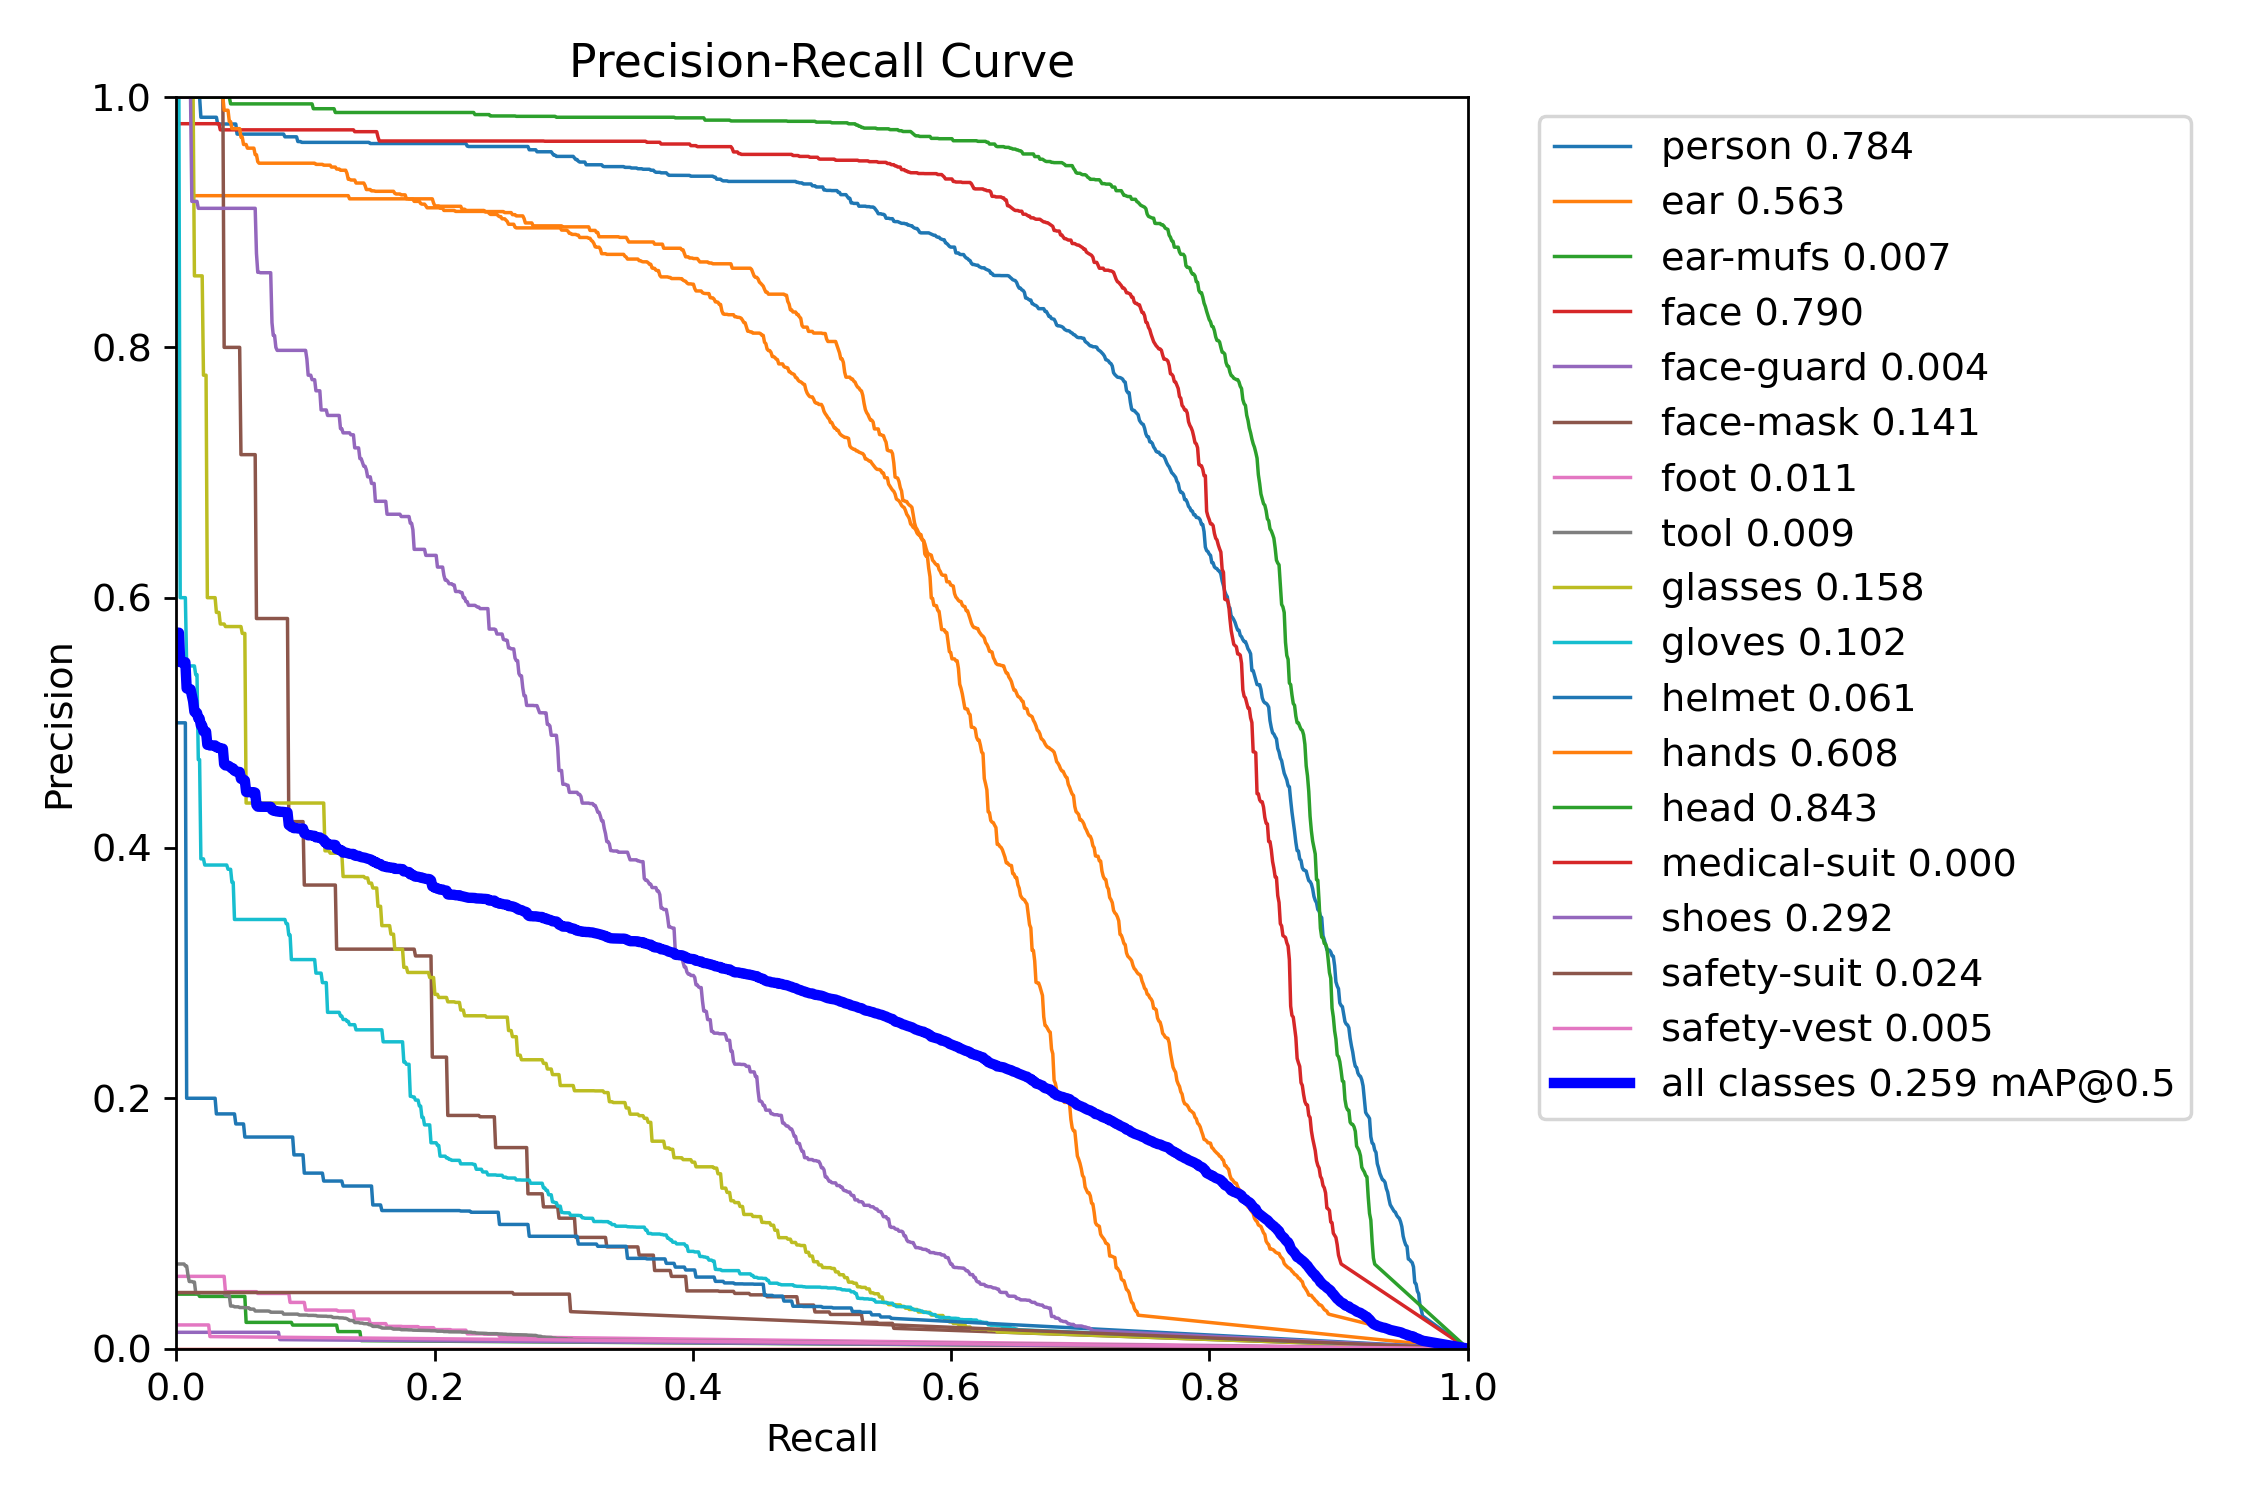 Precision-Recall Curve
1.0
0.8
0.6
0.4
0.2
0.0
Precision
0.0 0.2 0.4 0.6 0.8 1.0
Recall
person 0.784
ear 0.563
ear-mufs 0.007
face 0.790
face-guard 0.004
face-mask 0.141
foot 0.011
tool 0.009
glasses 0.158
gloves 0.102
helmet 0.061
hands 0.608
head 0.843
medical-suit 0.000
shoes 0.292
safety-suit 0.024
safety-vest 0.005
all classes 0.259 mAP@0.5